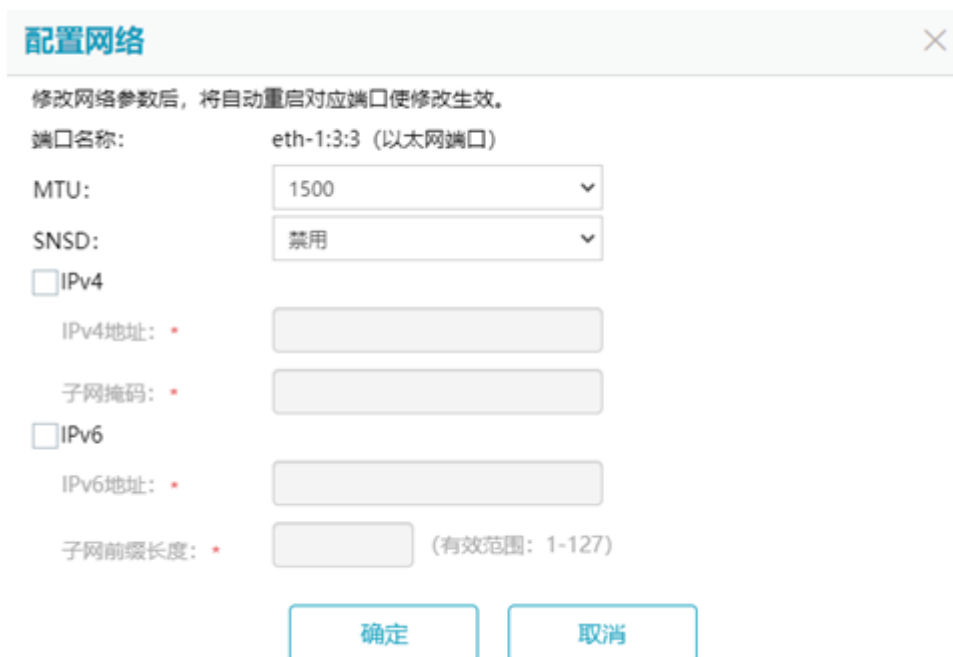 配置网络
修改网络参数后，将自动重启对应端口使修改生效。
端口名称： eth-1:3:3（以太网端口）
MTU： 1500
SNSD： 禁用
IPv4
IPv4地址： *
子网掩码： *
IPv6
IPv6地址： *
子网前缀长度： * （有效范围：1-127）
确定 取消